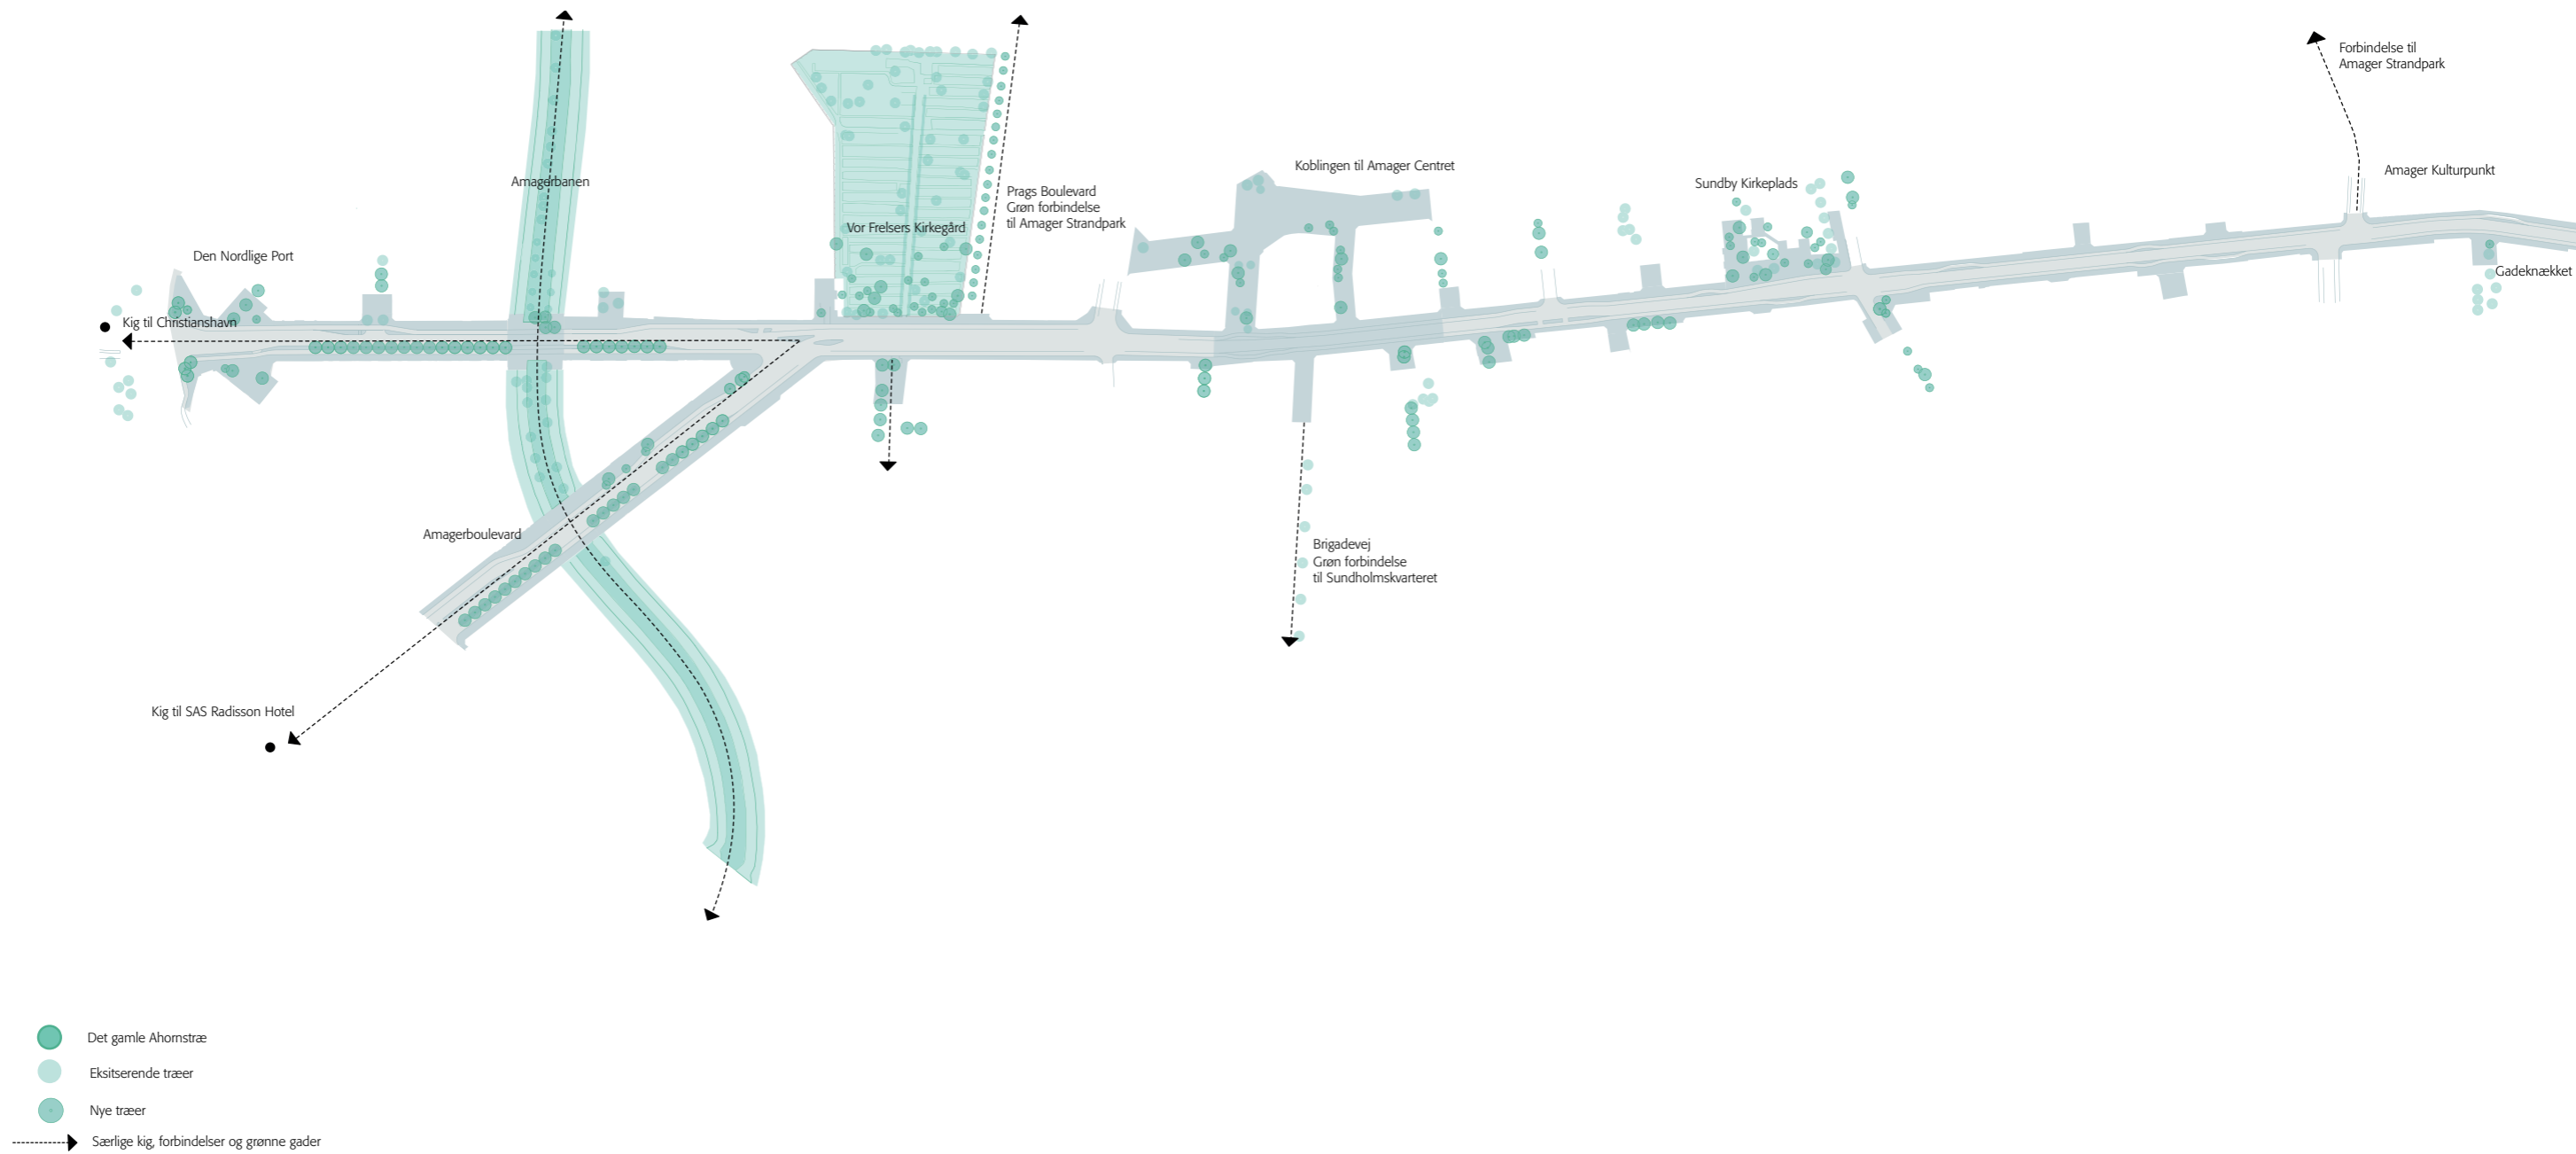 Forbindelse til
Amager Strandpark
Koblingen til Amager Centret
Amager Kulturpunkt
Amagerbanen
Sundby Kirkeplads
Prags Boulevard
Grøn forbindelse
til Amager Strandpark
Vor Frelsers Kirkegård
Den Nordlige Port
Gadeknækket
Kig til Christianshavn
Amagerboulevard
Brigadevej
Grøn forbindelse
til Sundholmskvarteret
Kig til SAS Radisson Hotel
Det gamle Ahornstræ
Eksitserende træer
Nye træer
Særlige kig, forbindelser og grønne gader